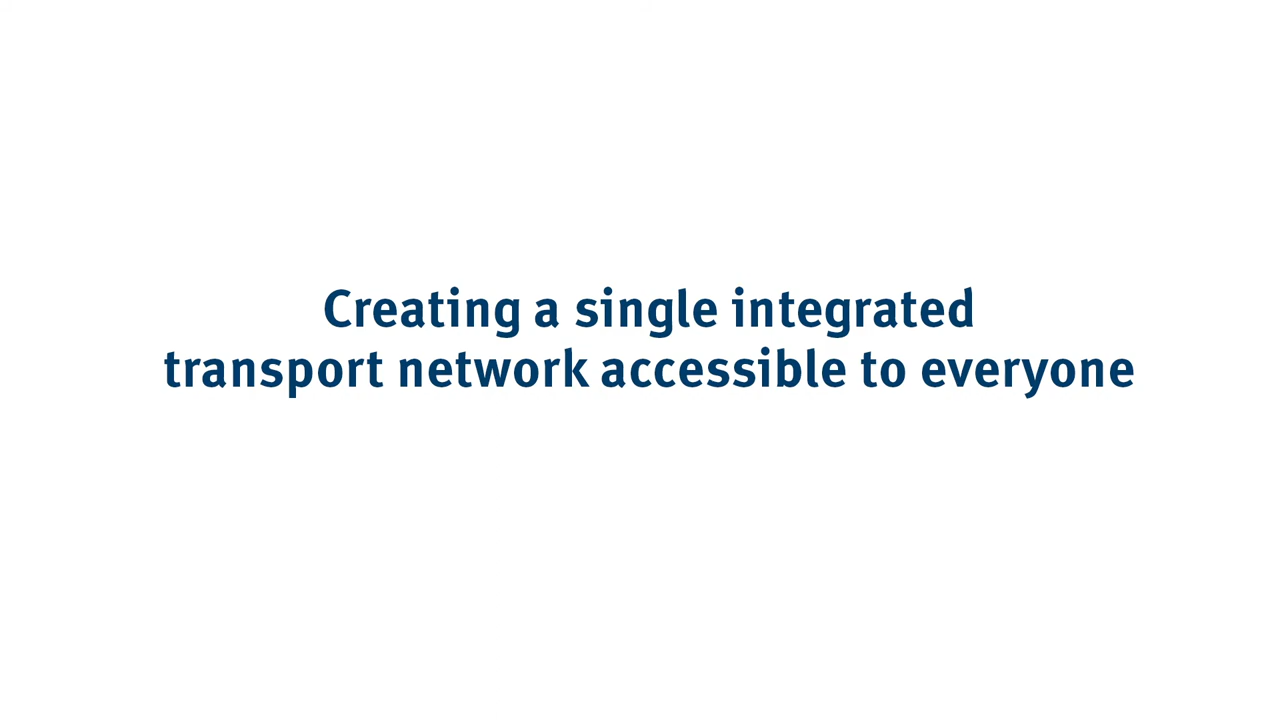 Creating a single integrated
transport network accessible to everyone